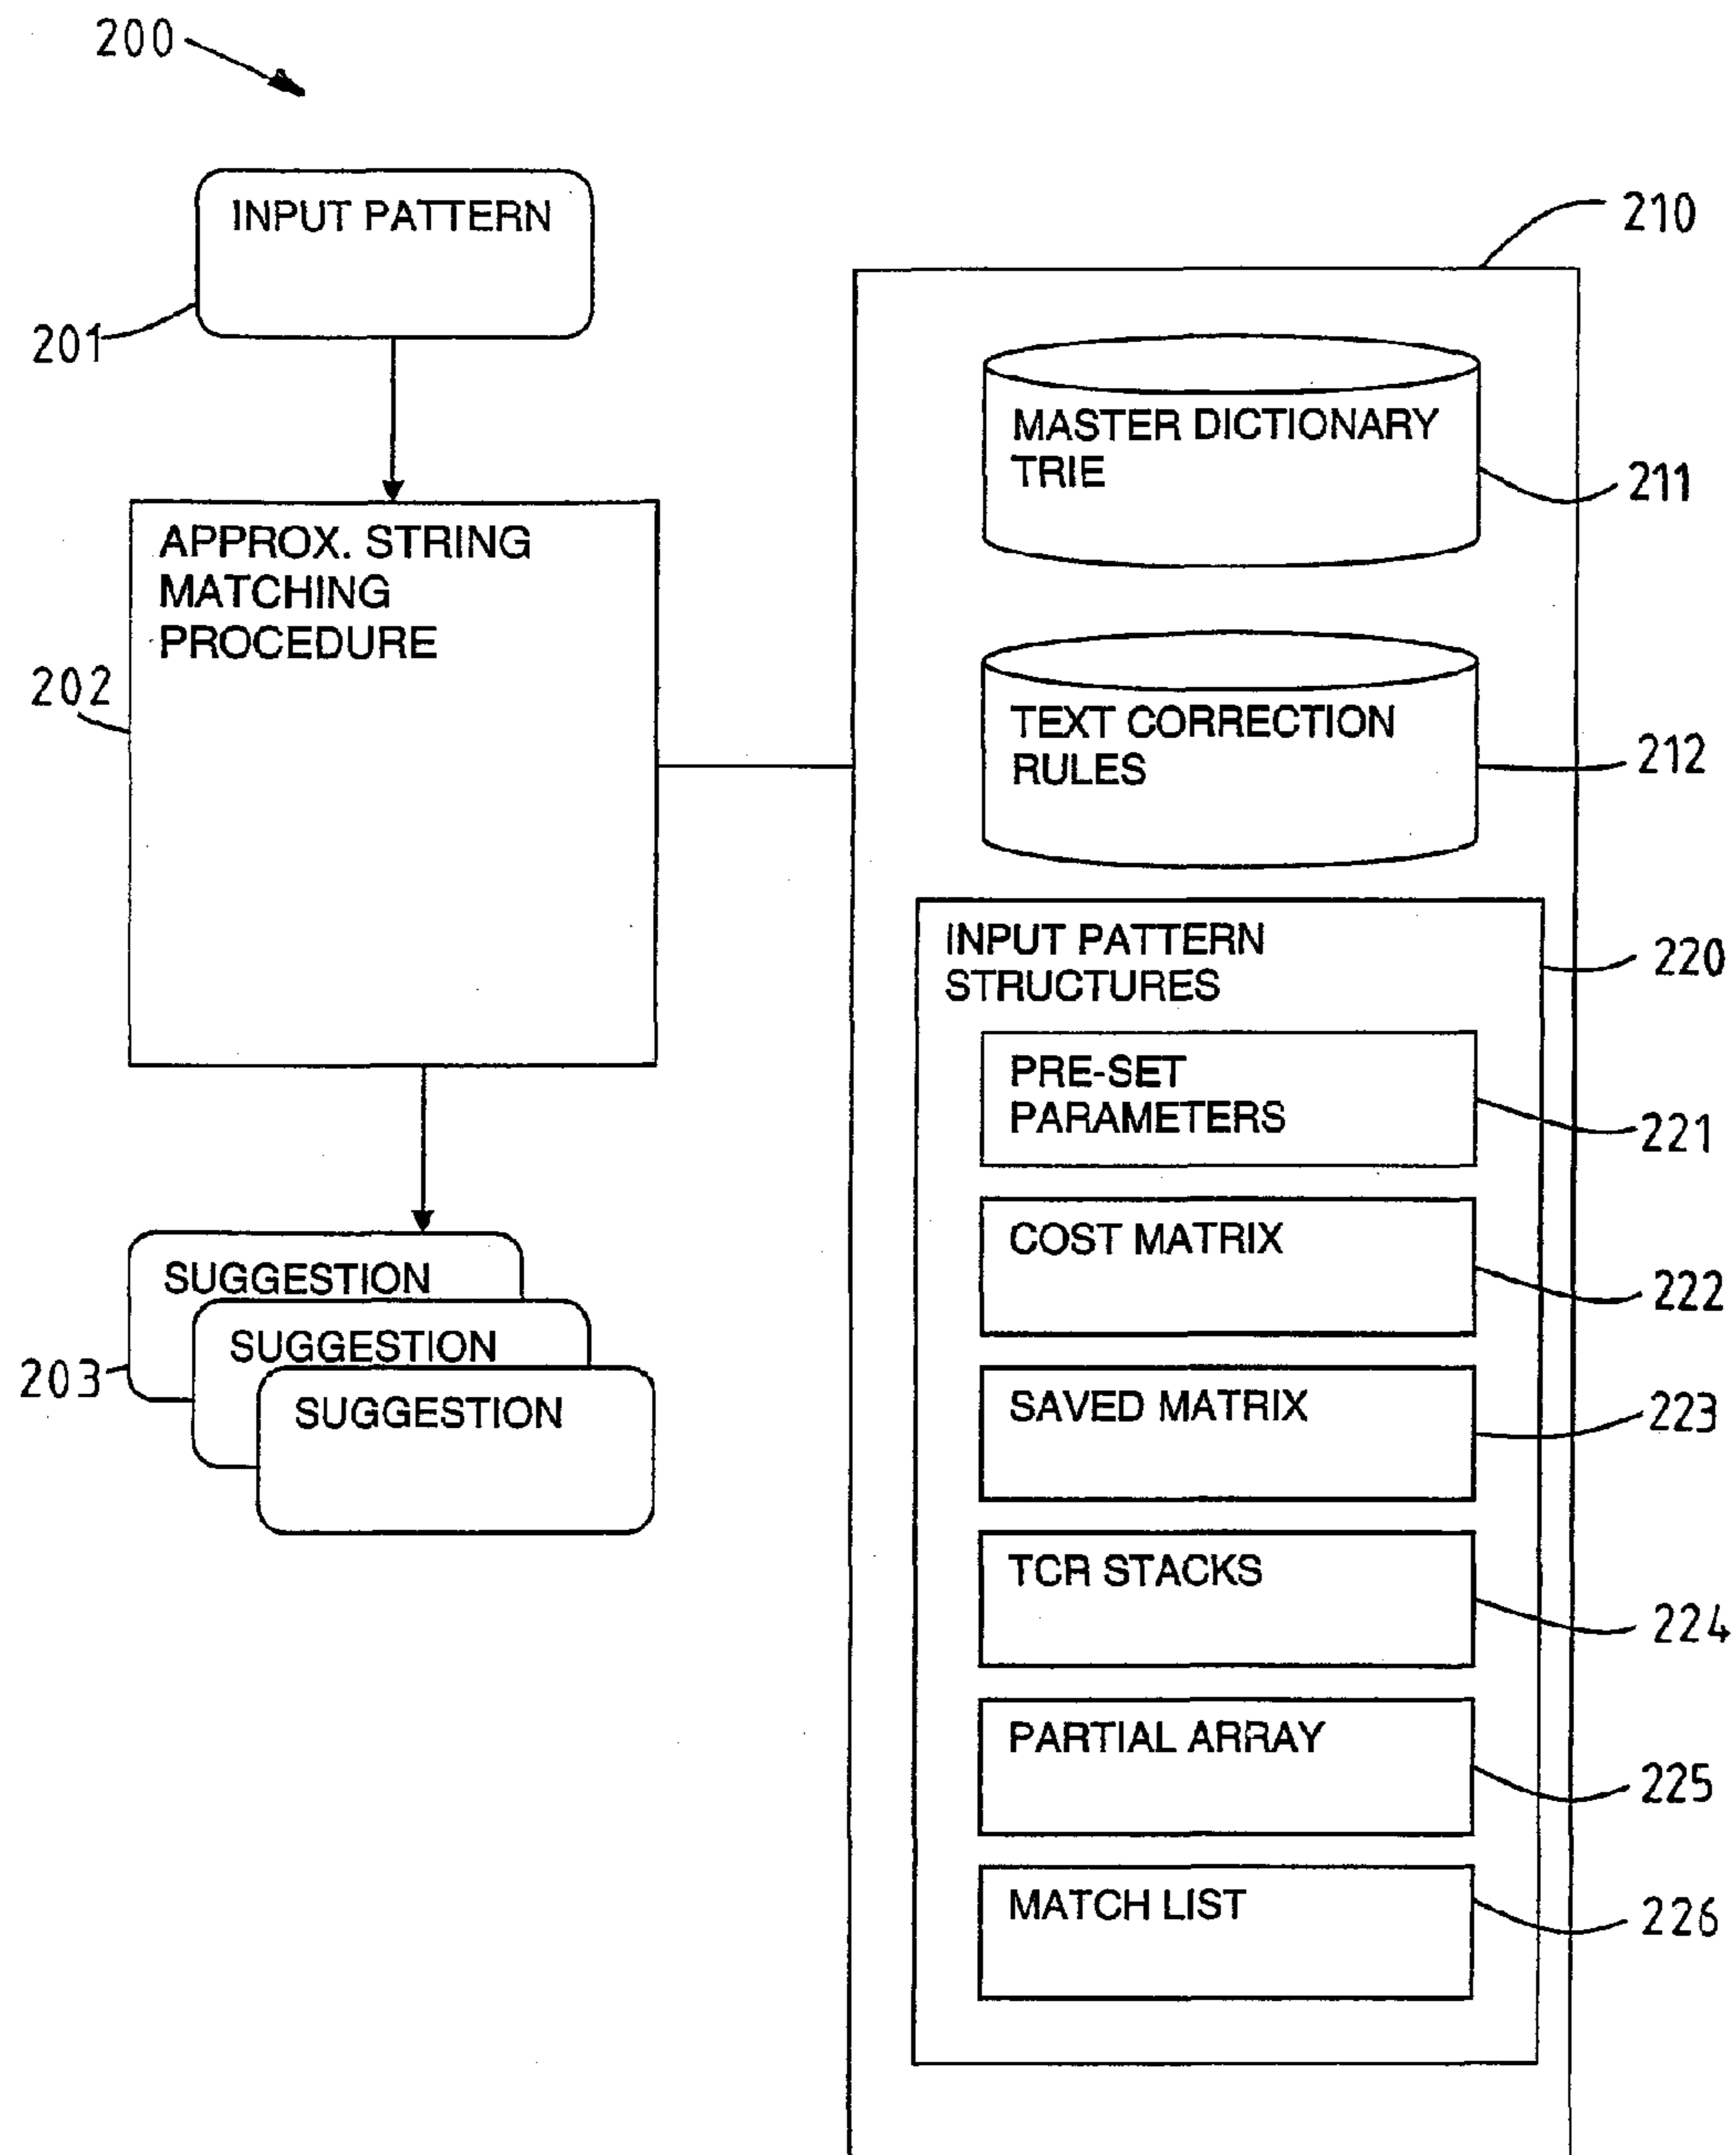 200
INPUT PATTERN
201
APPROX. STRING
MATCHING
PROCEDURE
202
SUGGESTION
SUGGESTION
SUGGESTION
203
210
MASTER DICTIONARY
TRIE
211
TEXT CORRECTION
RULES
212
INPUT PATTERN
STRUCTURES
220
PRE-SET
PARAMETERS
221
COST MATRIX
222
SAVED MATRIX
223
TCR STACKS
224
PARTIAL ARRAY
225
MATCH LIST
226